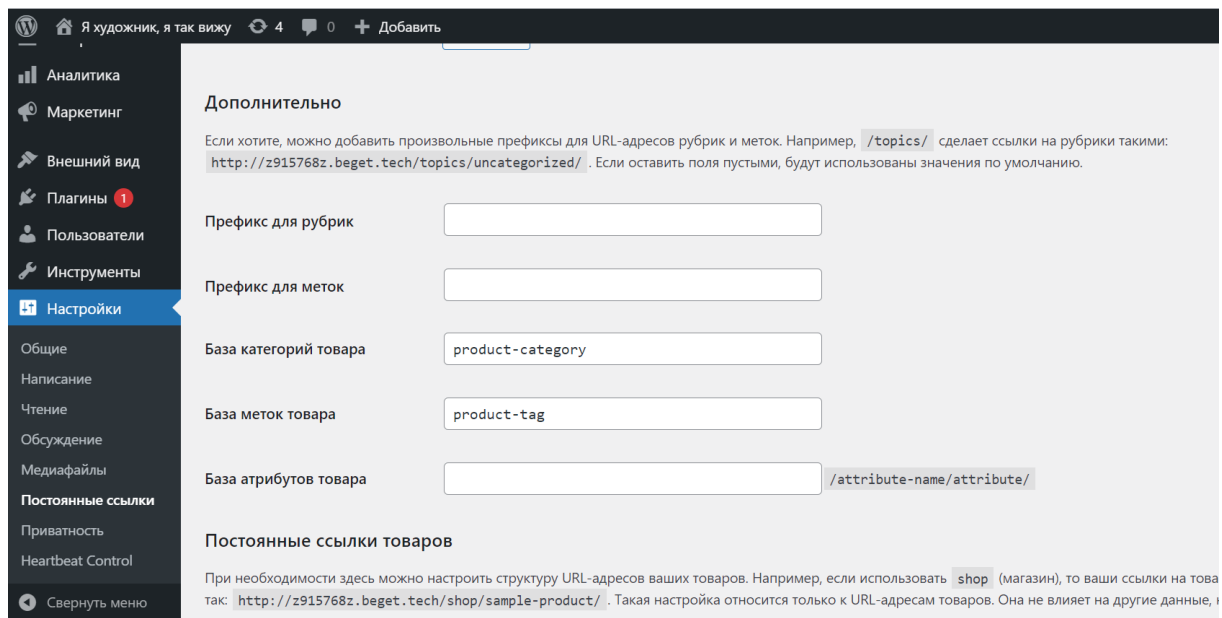 Я художник, я так вижу 4 0 Добавить
Аналитика
Маркетинг
Внешний вид
Плагины 1
Пользователи
Инструменты
Настройки
Общие
Написание
Чтение
Обсуждение
Медиафайлы
Постоянные ссылки
Приватность
Heartbeat Control
Свернуть меню
Дополнительно
Если хотите, можно добавить произвольные префиксы для URL-адресов рубрик и меток. Например, /topics/ сделает ссылки на рубрики такими:
http://z915768z.beget.tech/topics/uncategorized/ . Если оставить поля пустыми, будут использованы значения по умолчанию.
Префикс для рубрик
Префикс для меток
База категорий товара product-category
База меток товара product-tag
База атрибутов товара /attribute-name/attribute/
Постоянные ссылки товаров
При необходимости здесь можно настроить структуру URL-адресов ваших товаров. Например, если использовать shop (магазин), то ваши ссылки на това
так: http://z915768z.beget.tech/shop/sample-product/ . Такая настройка относится только к URL-адресам товаров. Она не влияет на другие данные,